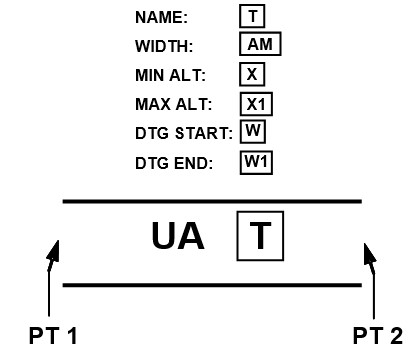 NAME: T
WIDTH: AM
MIN ALT: X
MAX ALT: X1
DTG START: W
DTG END: W1
UA T
PT 1 PT 2